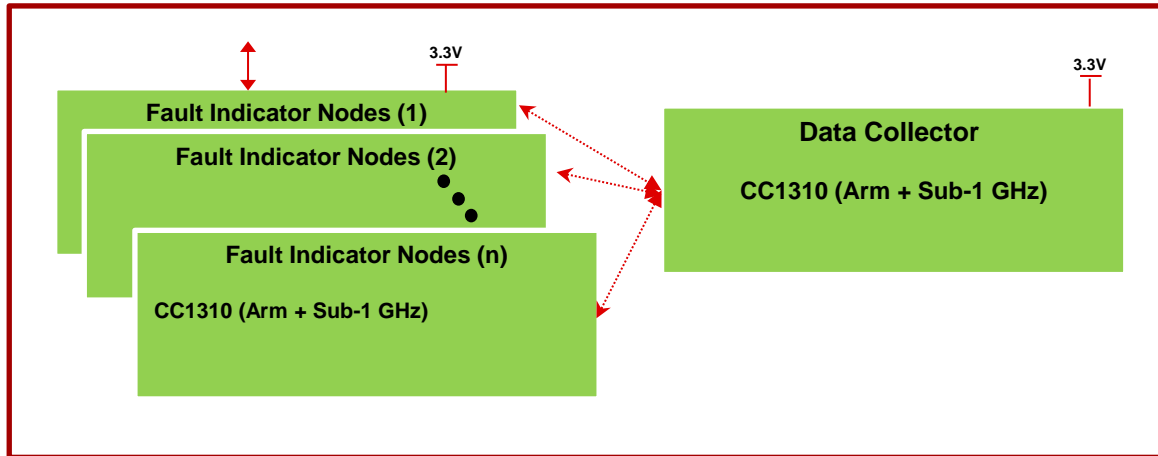 3.3V
Fault Indicator Nodes (1)
Fault Indicator Nodes (2)
Fault Indicator Nodes (n)
CC1310 (Arm + Sub-1 GHz)
3.3V
Data Collector
CC1310 (Arm + Sub-1 GHz)